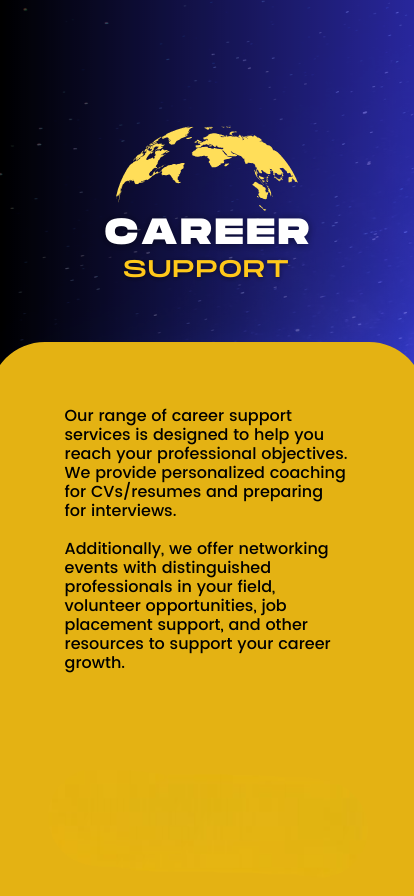 CAREER
SUPPORT
Our range of career support
services is designed to help you
reach your professional objectives.
We provide personalized coaching
for CVs/resumes and preparing
for interviews.
Additionally, we offer networking
events with distinguished
professionals in your field,
volunteer opportunities, job
placement support, and other
resources to support your career
growth.